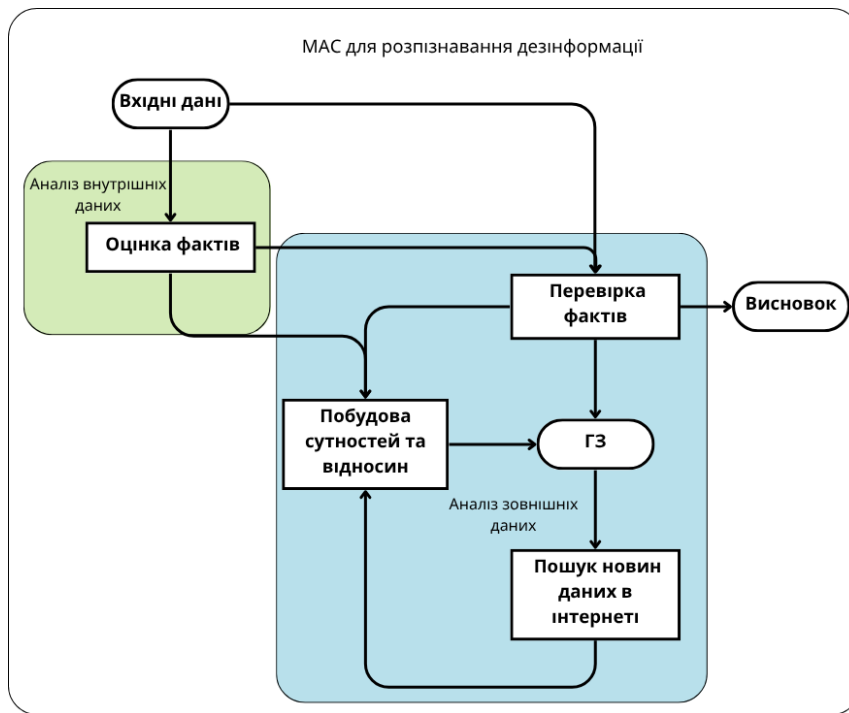 МАС для розпізнавання дезінформації
Вхідні дані
Аналіз внутрішніх
даних
Оцінка фактів
Перевірка
фактів
Висновок
Побудова
сутностей та
відносин
ГЗ
Аналіз зовнішніх
даних
Пошук новин
даних в
інтернеті